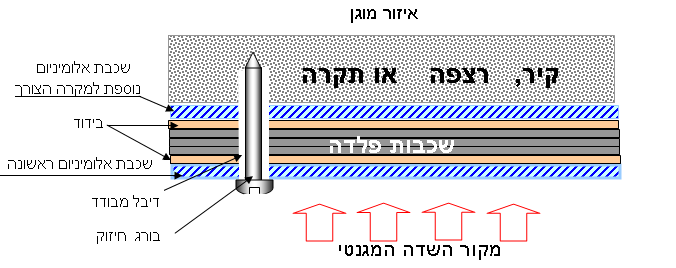 איזור מוגן
שכבת אלומיניום
נוספת למקרה הצורך
קיר, רצפה או תקרה
בידוד
שכבות פלדה
שכבת אלומיניום ראשונה
דיבל מבודד
בורג חיזוק
מקור השדה המגנטי